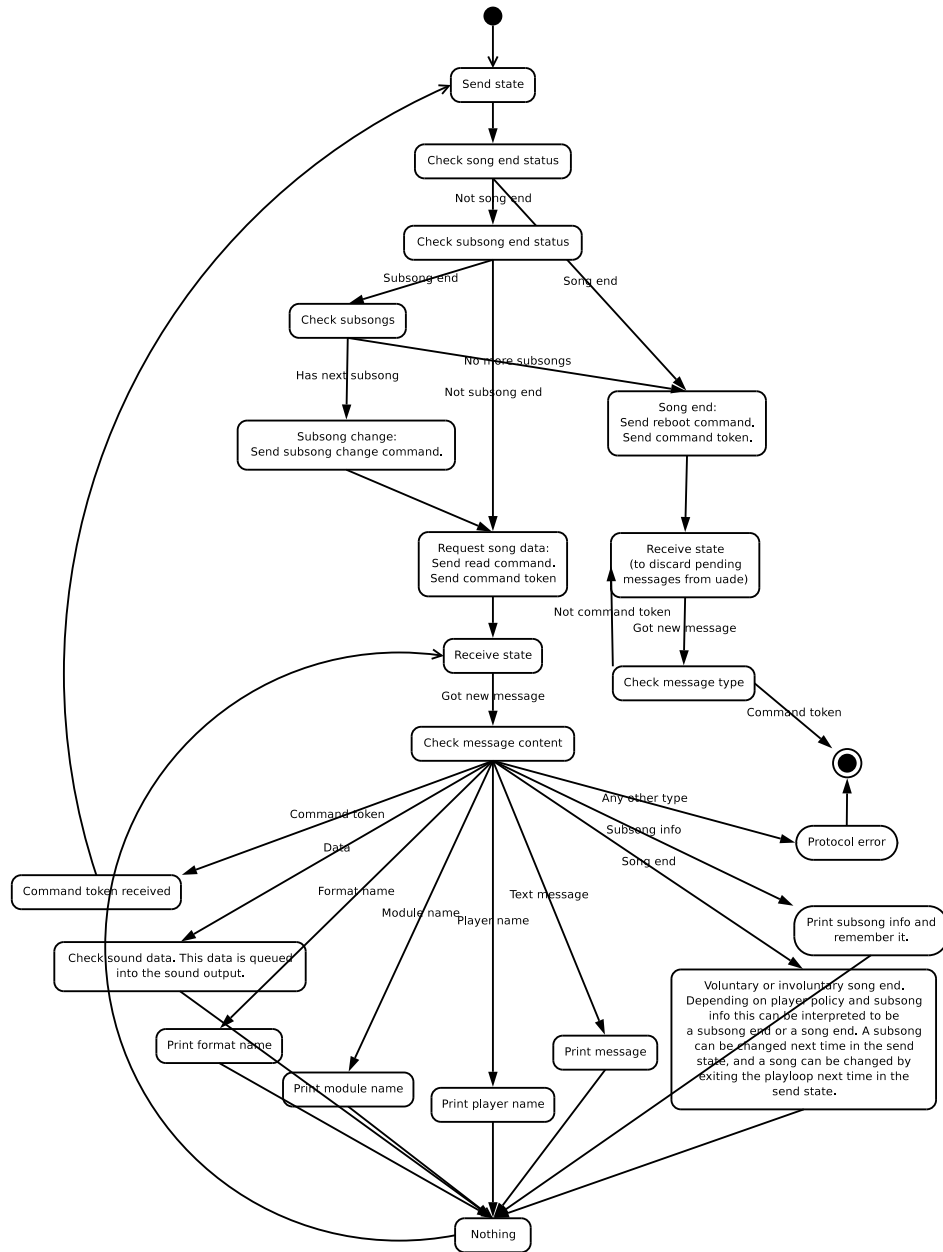 Send state
Check song end status
Not song end
Check subsong end status
Subsong end
Song end
Check subsongs
No more subsongs
Has next subsong
Not subsong end
Song end:
Send reboot command.
Send command token.
Subsong change:
Send subsong change command.
Request song data:
Send read command.
Send command token
Receive state
(to discard pending
messages from uade)
Not command token
Got new message
Receive state
Check message type
Got new message
Command token
Check message content
Any other type
Command token
Subsong info
Protocol error
Data
Song end
Format name
Text message
Command token received
Module name
Player name
Print subsong info and
remember it.
Check sound data. This data is queued
into the sound output.
Voluntary or involuntary song end.
Depending on player policy and subsong
info this can be interpreted to be
a subsong end or a song end. A subsong
can be changed next time in the send
state, and a song can be changed by
exiting the playloop next time in the
send state.
Print format name
Print message
Print module name
Print player name
Nothing